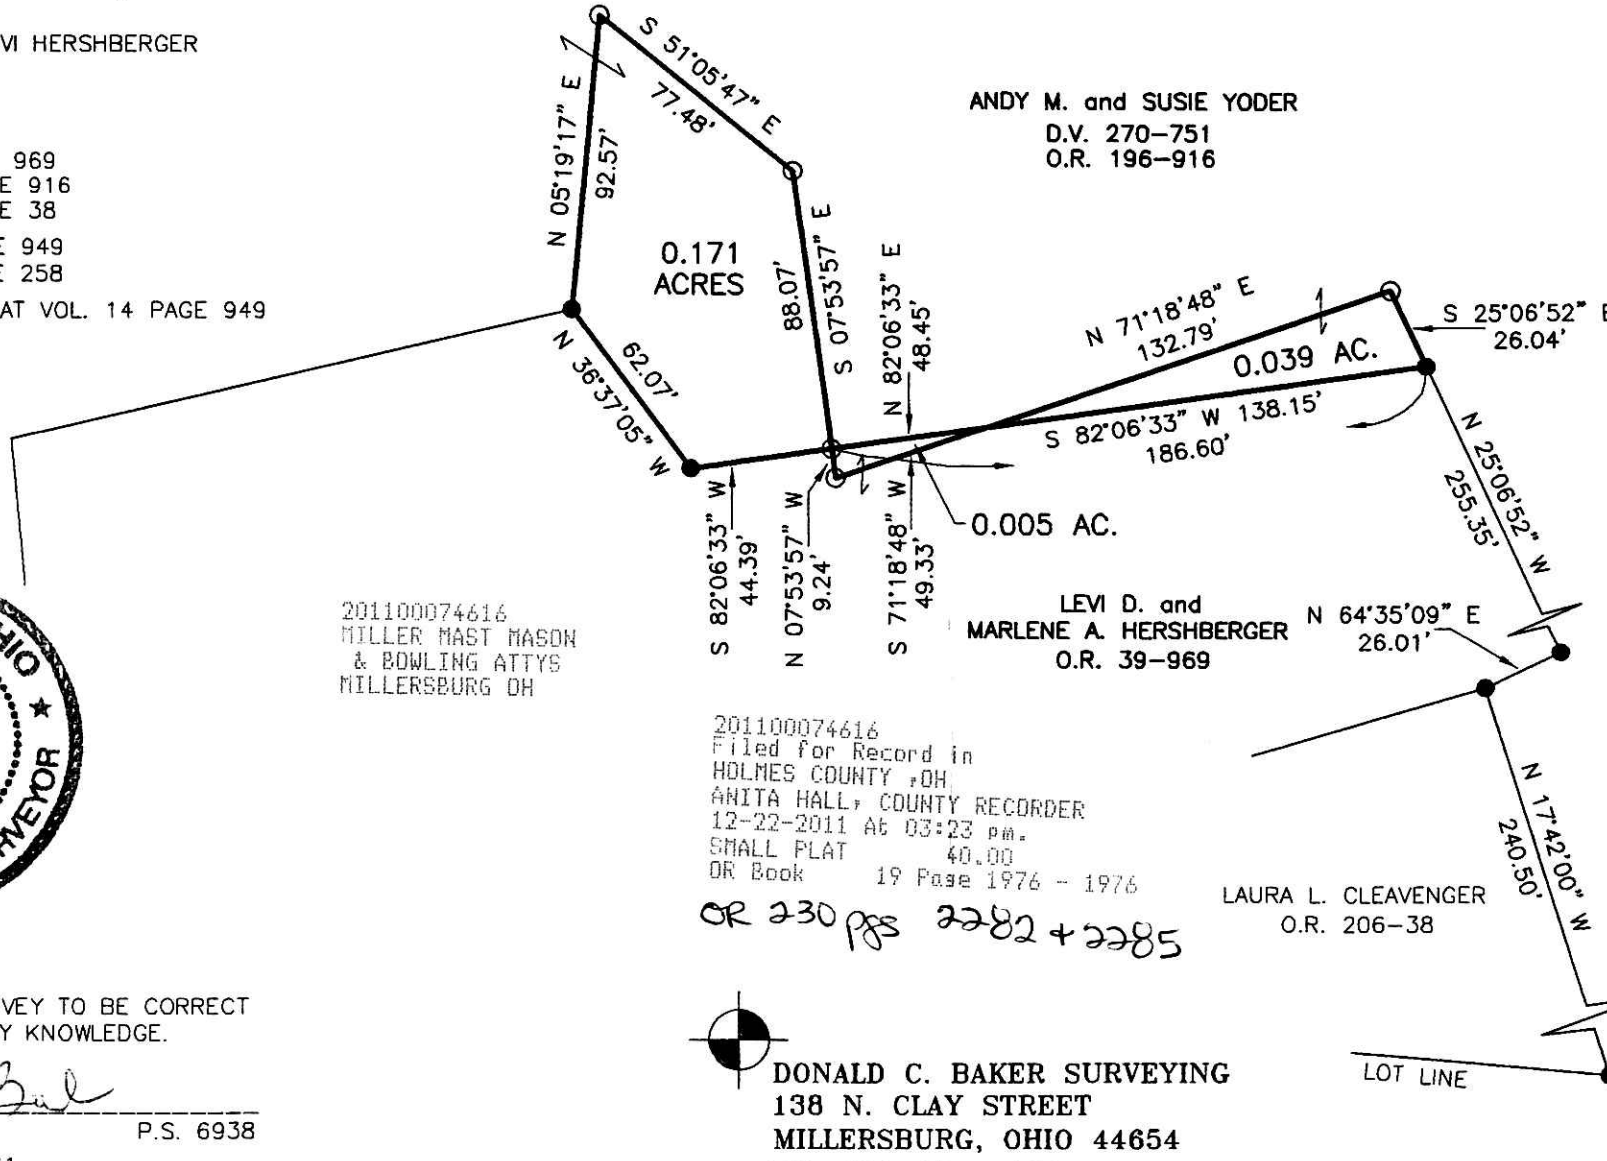 VI HERSHBERGER
969
E 916
E 38
E 949
E 258
AT VOL. 14 PAGE 949
S 51°05'47" E
77.48'
N 05°19'17" E
92.57'
0.171
ACRES
S 07°53'57" E
88.07'
N 36°37'05" W
62.07'
ANDY M. and SUSIE YODER
D.V. 270-751
O.R. 196-916
N 82°06'33" E
48.45'
N 71°18'48" E
132.79'
0.039 AC.
S 25°06'52" E
26.04'
S 82°06'33" W 138.15'
186.60'
N 25°06'52" W
255.35'
S 82°06'33" W
44.39'
N 07°53'57" W
9.24'
S 71°18'48" W
49.33'
0.005 AC.
LEVI D. and
MARLENE A. HERSHBERGER
O.R. 39-969
N 64°35'09" E
26.01'
201100074616
MILLER MAST MASON
& BOWLING ATTYS
MILLERSBURG OH
201100074616
Filed for Record in
HOLMES COUNTY ,OH
ANITA HALL, COUNTY RECORDER
12-22-2011 At 03:23 pm.
SMALL PLAT 40.00
OR Book 19 Page 1976 - 1976
OR 230 pgs 2282 + 2285
N 17°42'00" W
240.50'
LAURA L. CLEAVENGER
O.R. 206-38
LOT LINE
HIO ★
RVEYOR
VEY TO BE CORRECT
Y KNOWLEDGE.
P.S. 6938
DONALD C. BAKER SURVEYING
138 N. CLAY STREET
MILLERSBURG, OHIO 44654